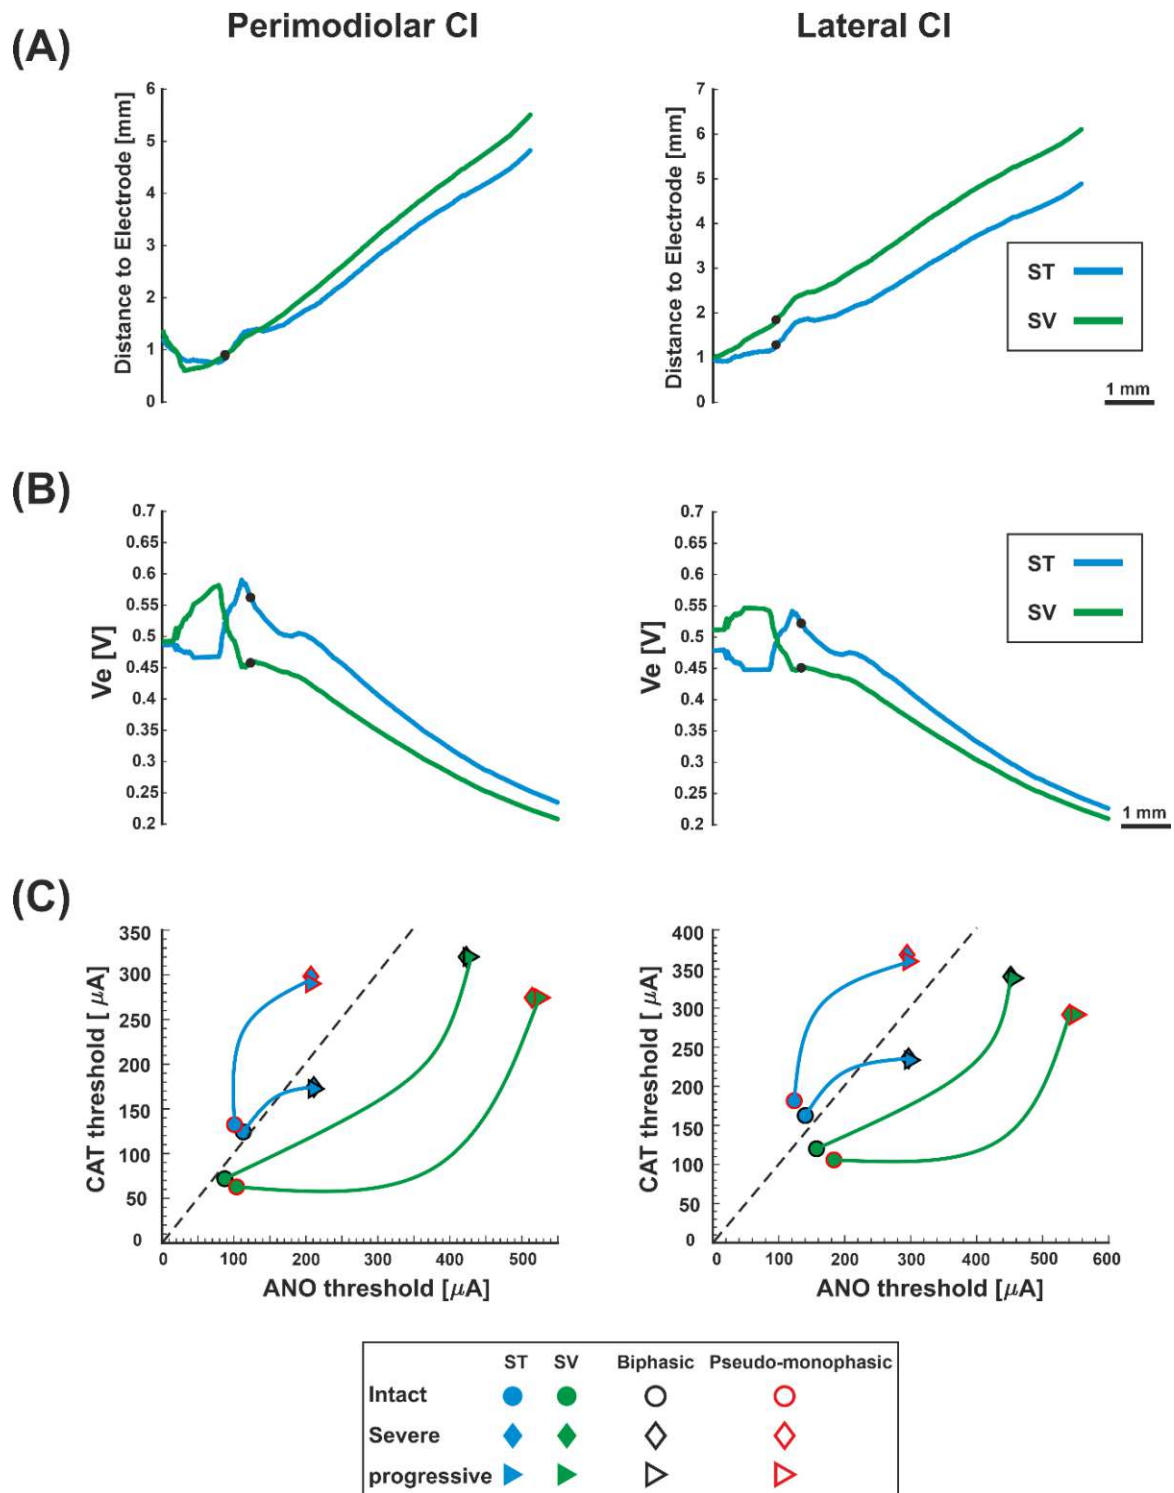 Perimodiolar CI
Lateral CI
(A)
Distance to Electrode [mm]
6
5
4
3
2
1
0
Distance to Electrode [mm]
7
6
5
4
3
2
1
0
ST
SV
1 mm
(B)
Ve [V]
0.7
0.65
0.6
0.55
0.5
0.45
0.4
0.35
0.3
0.25
0.2
Ve [V]
0.7
0.65
0.6
0.55
0.5
0.45
0.4
0.35
0.3
0.25
0.2
ST
SV
1 mm
(C)
CAT threshold [ μA]
350
300
250
200
150
100
50
0
0 100 200 300 400 500
ANO threshold [μA]
CAT threshold [ μA]
400
350
300
250
200
150
100
50
0
0 100 200 300 400 500 600
ANO threshold [μA]
ST SV Biphasic Pseudo-monophasic
Intact
Severe
progressive